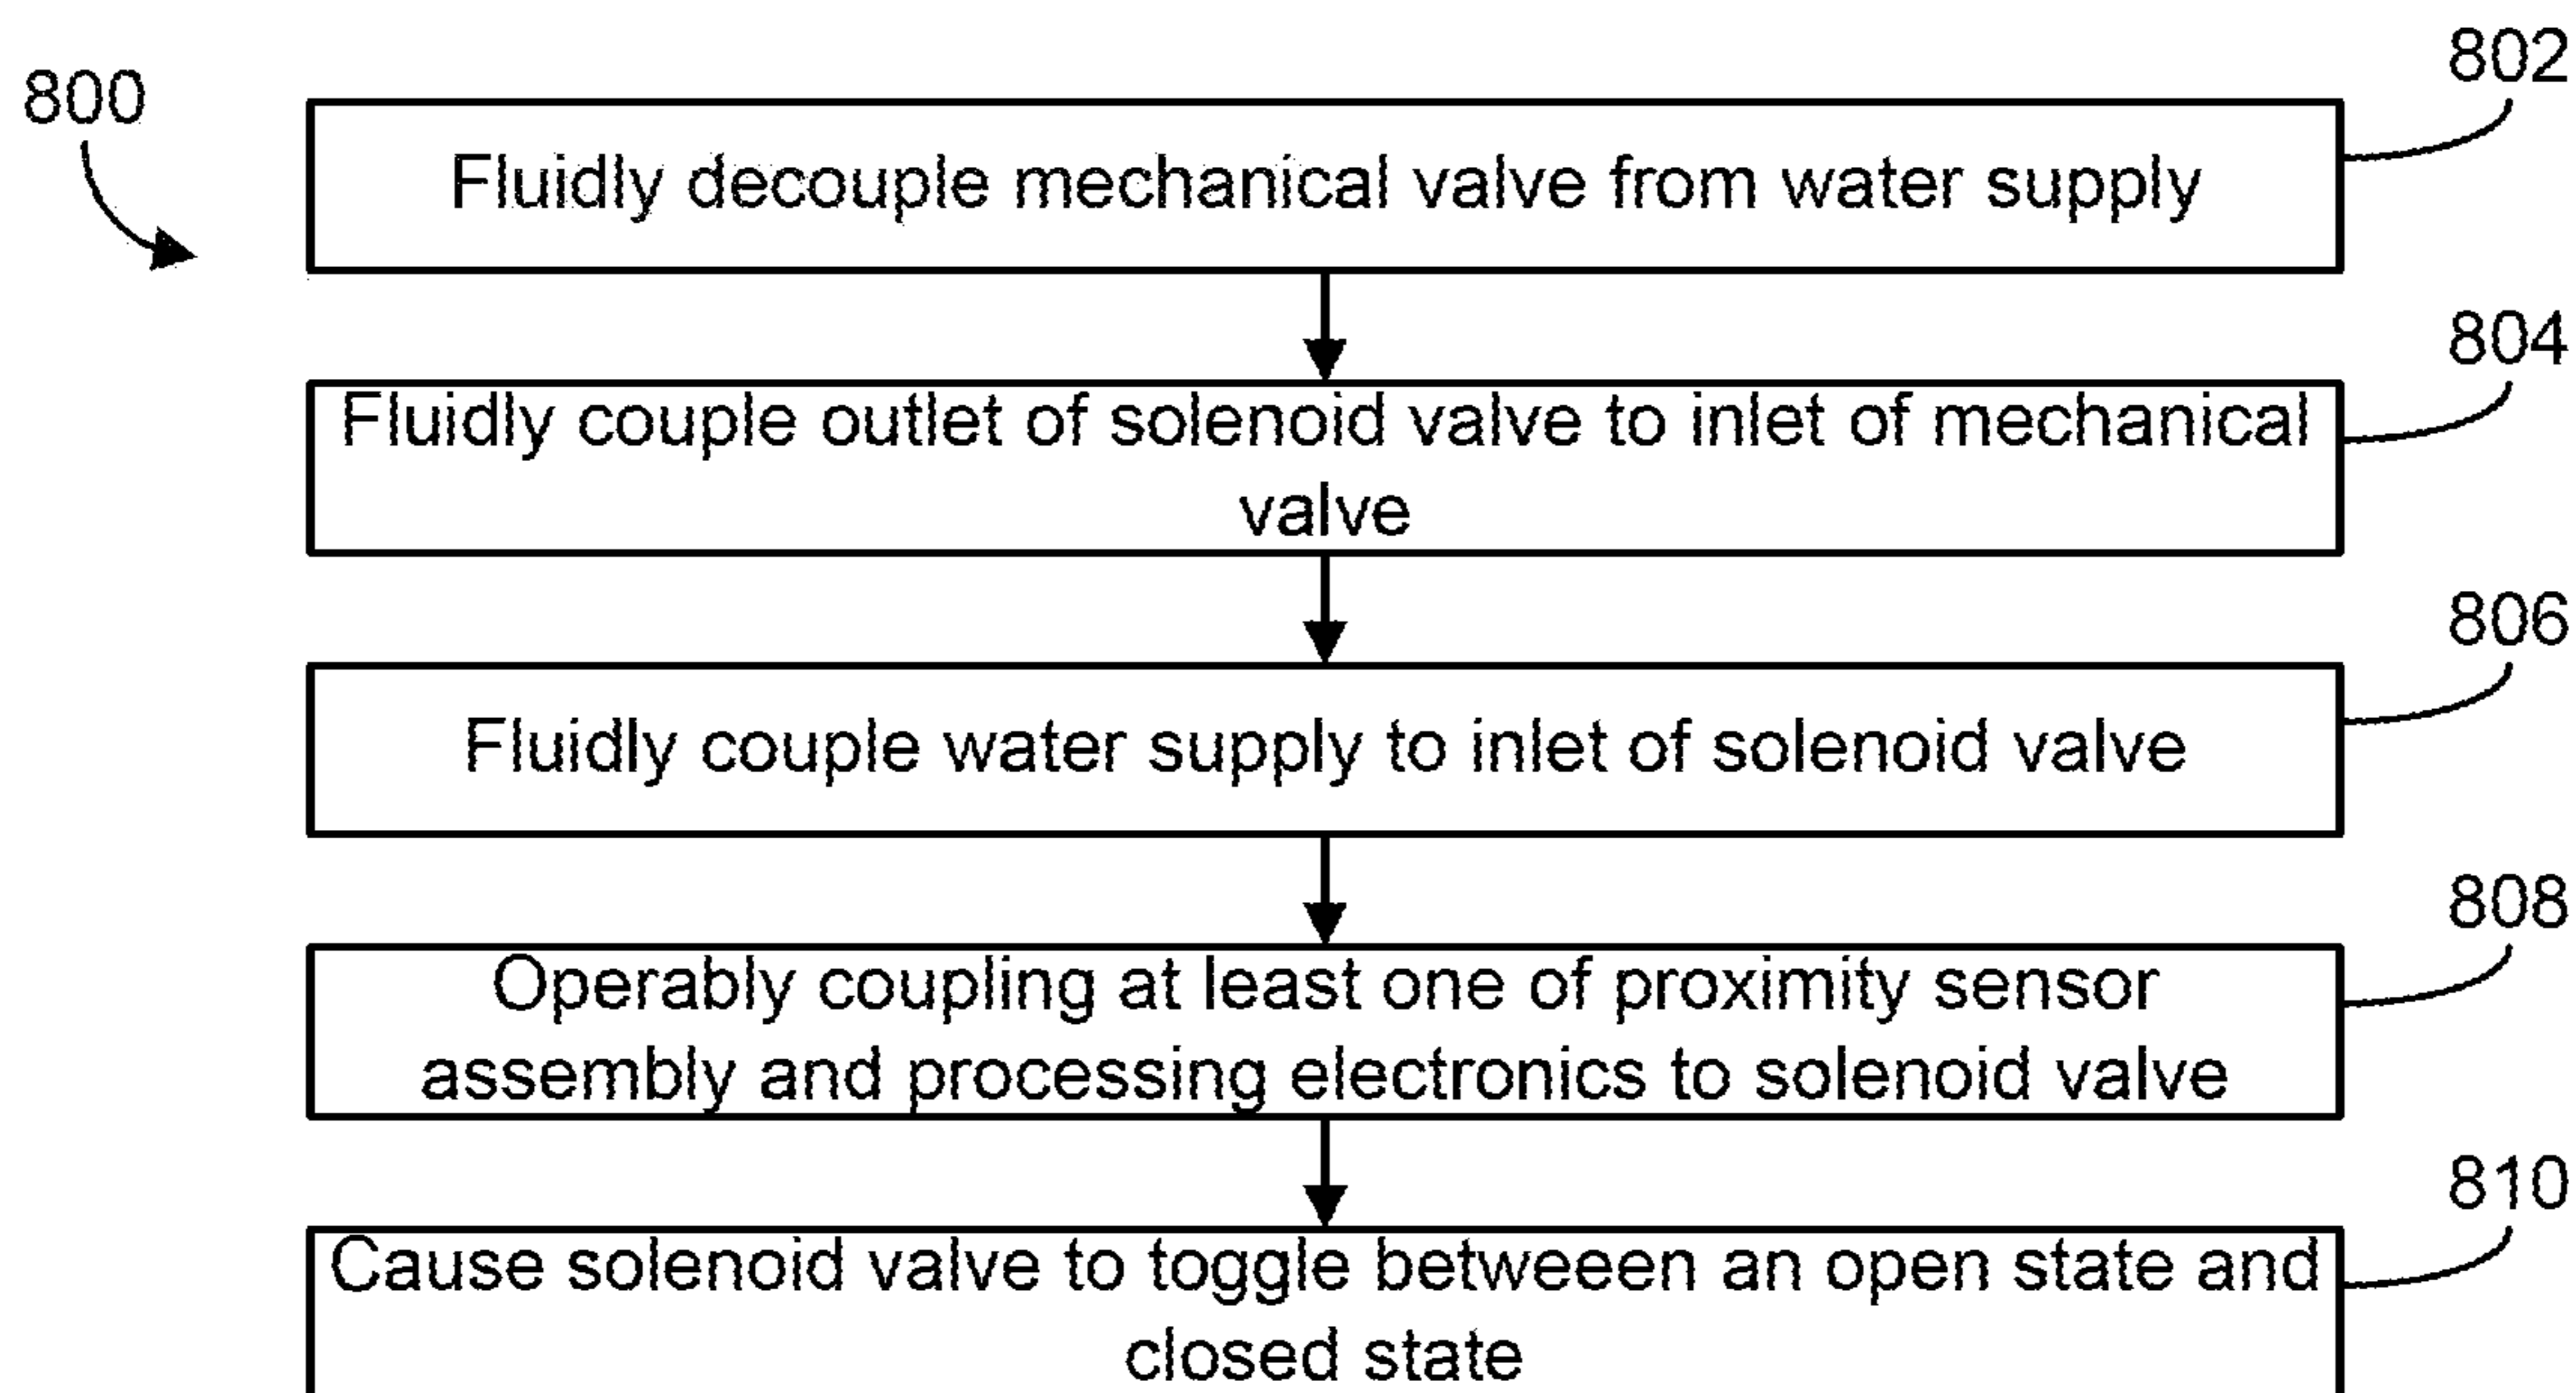 800
802
Fluidly decouple mechanical valve from water supply
804
Fluidly couple outlet of solenoid valve to inlet of mechanical
valve
806
Fluidly couple water supply to inlet of solenoid valve
808
Operably coupling at least one of proximity sensor
assembly and processing electronics to solenoid valve
810
Cause solenoid valve to toggle betweeen an open state and
closed state